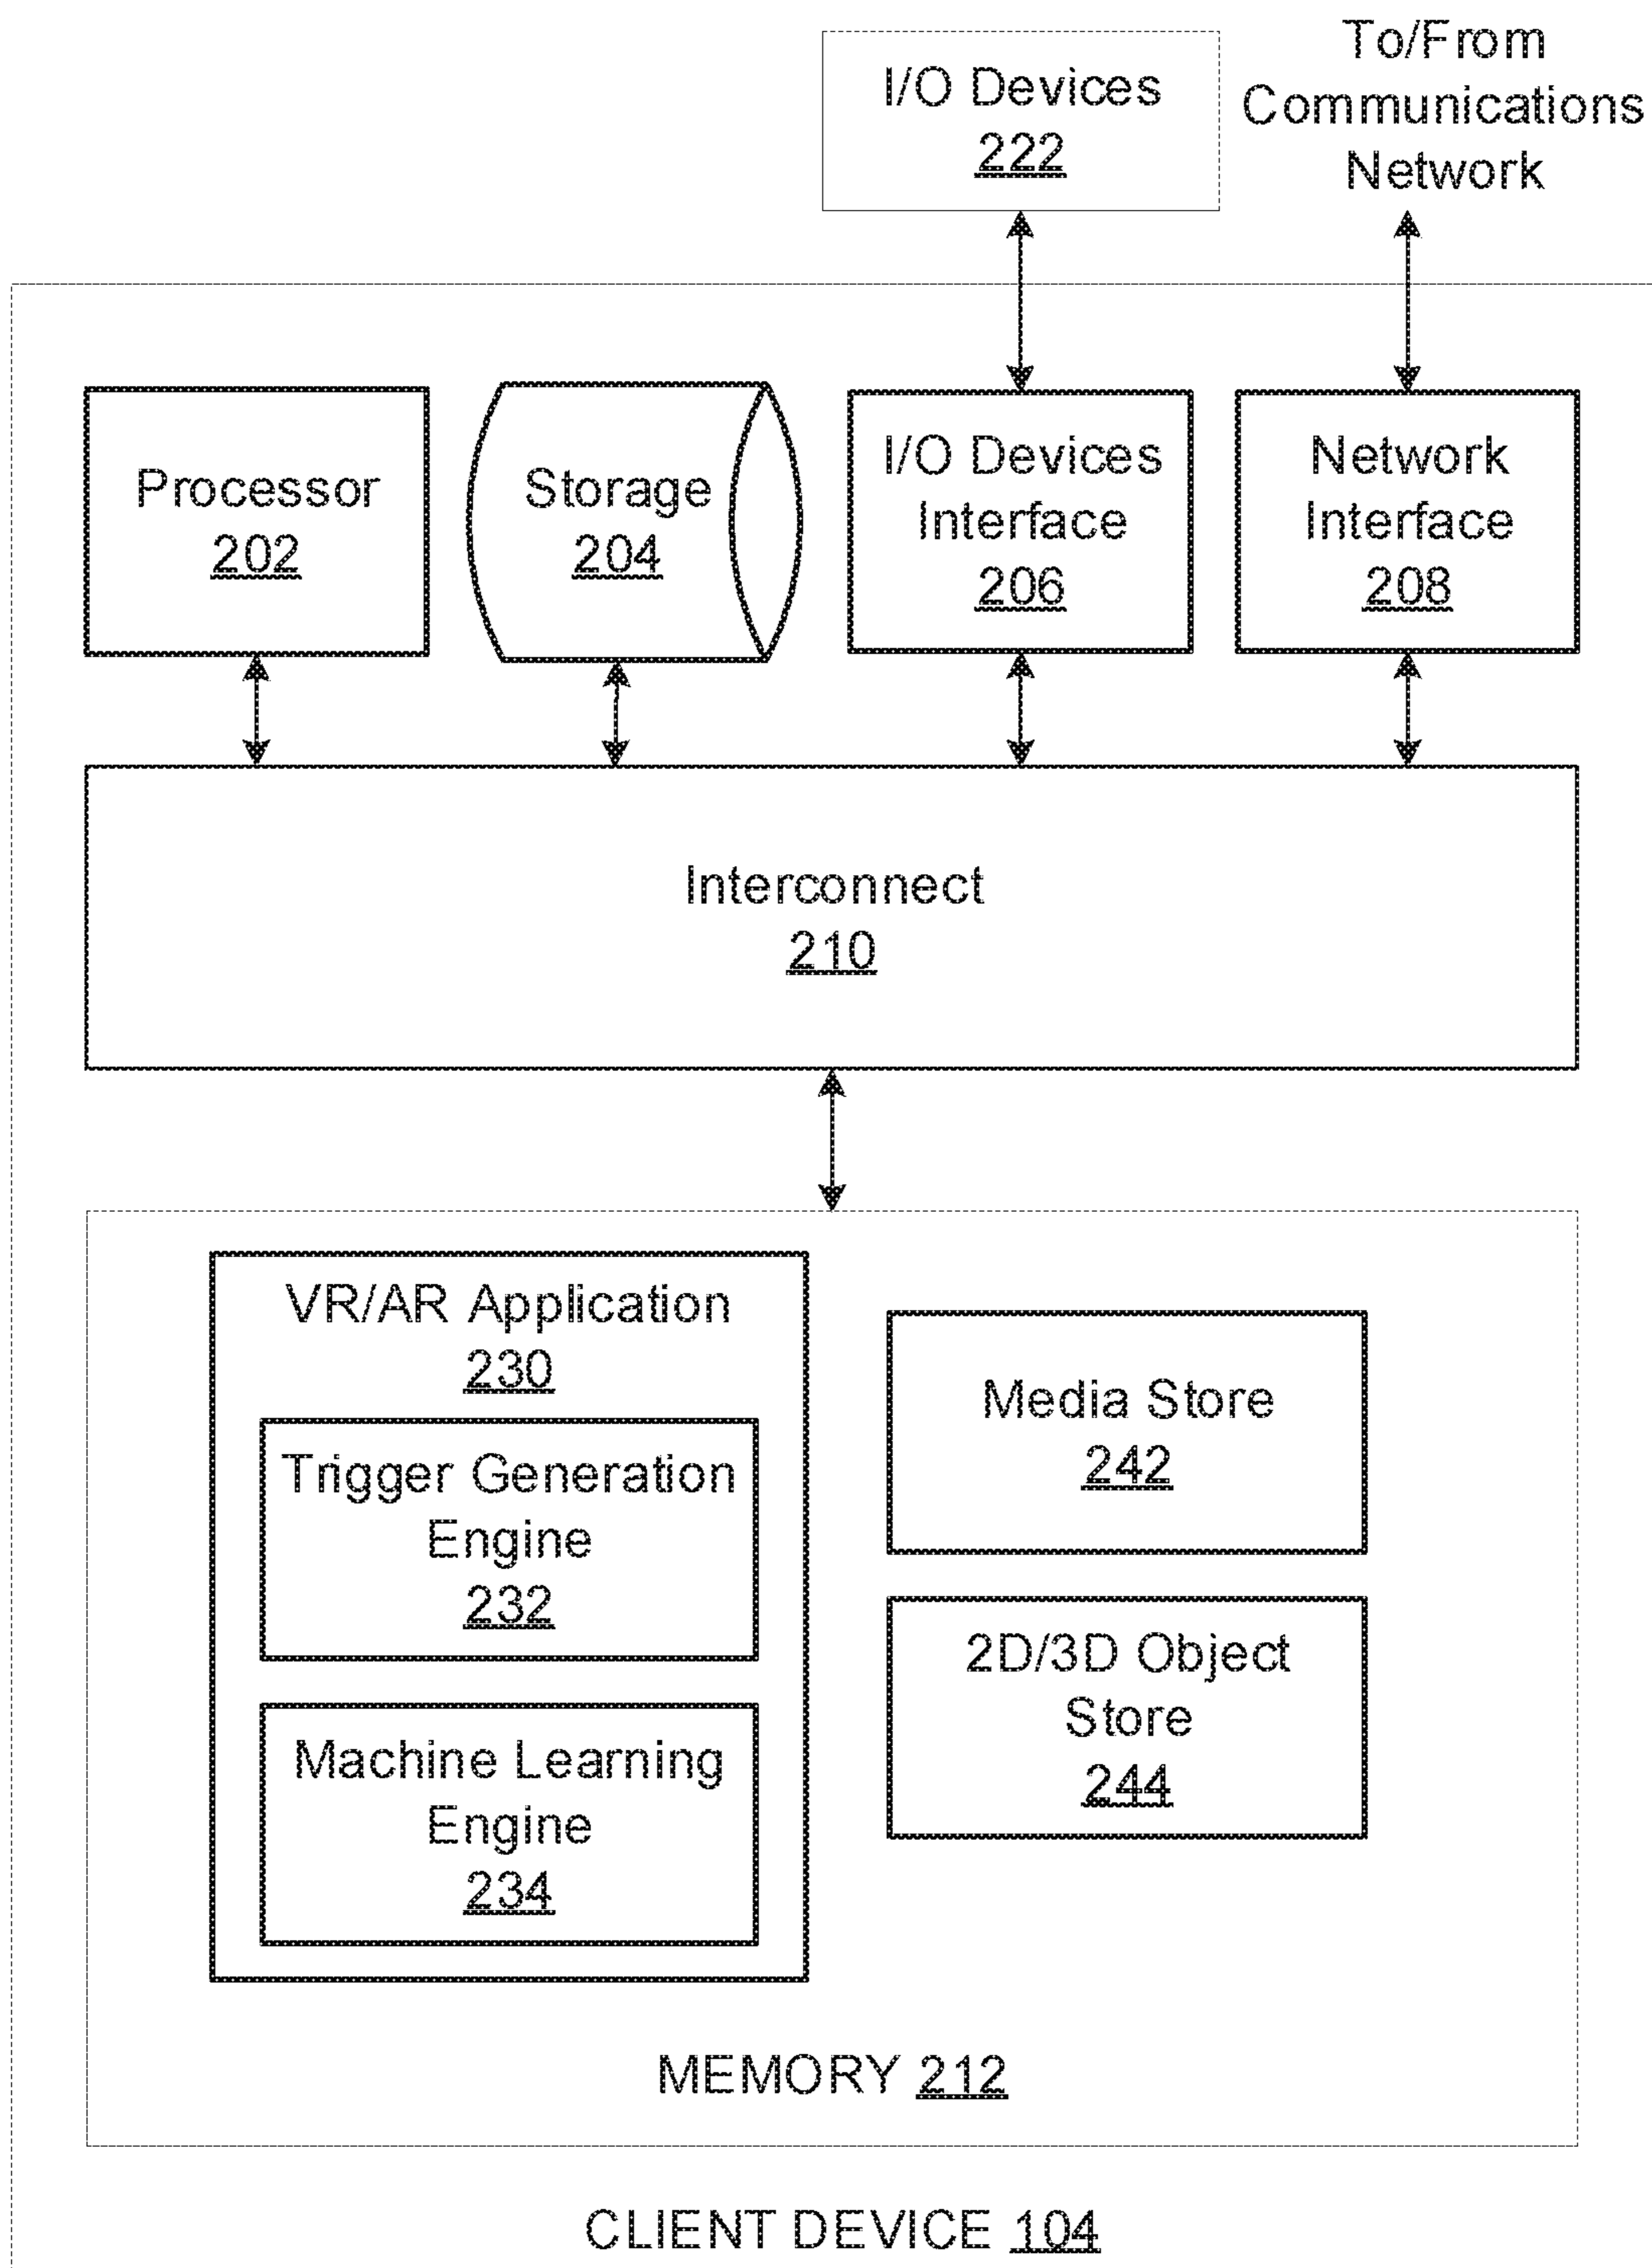 I/O Devices
222
To/From
Communications
Network
Processor
202
Storage
204
I/O Devices
Interface
206
Network
Interface
208
Interconnect
210
VR/AR Application
230
Trigger Generation
Engine
232
Machine Learning
Engine
234
Media Store
242
2D/3D Object
Store
244
MEMORY 212
CLIENT DEVICE 104